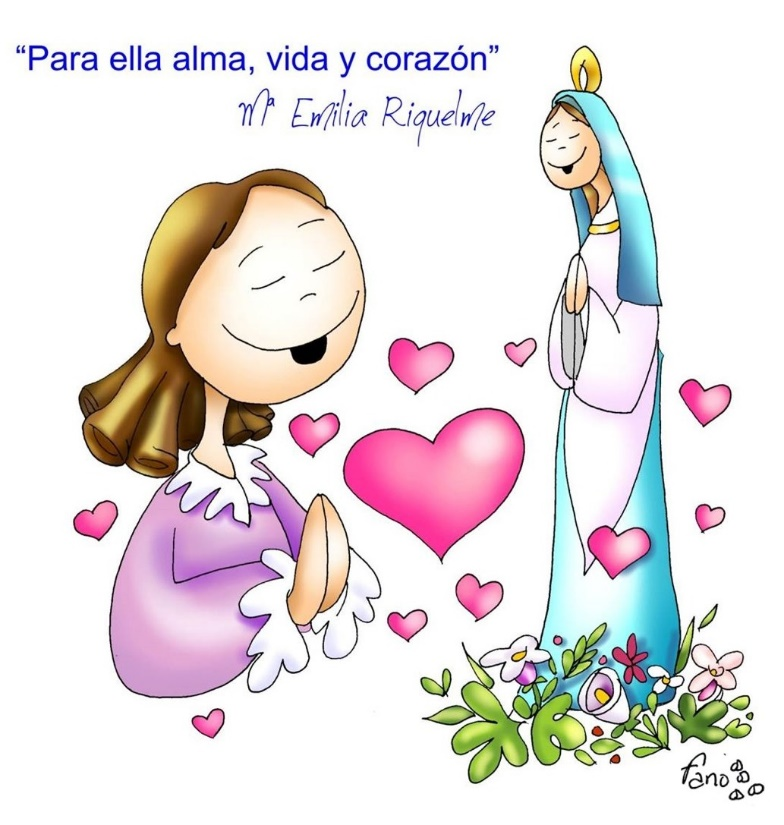 “Para ella alma, vida y corazón”
Mª Emilia Riquelme
fano